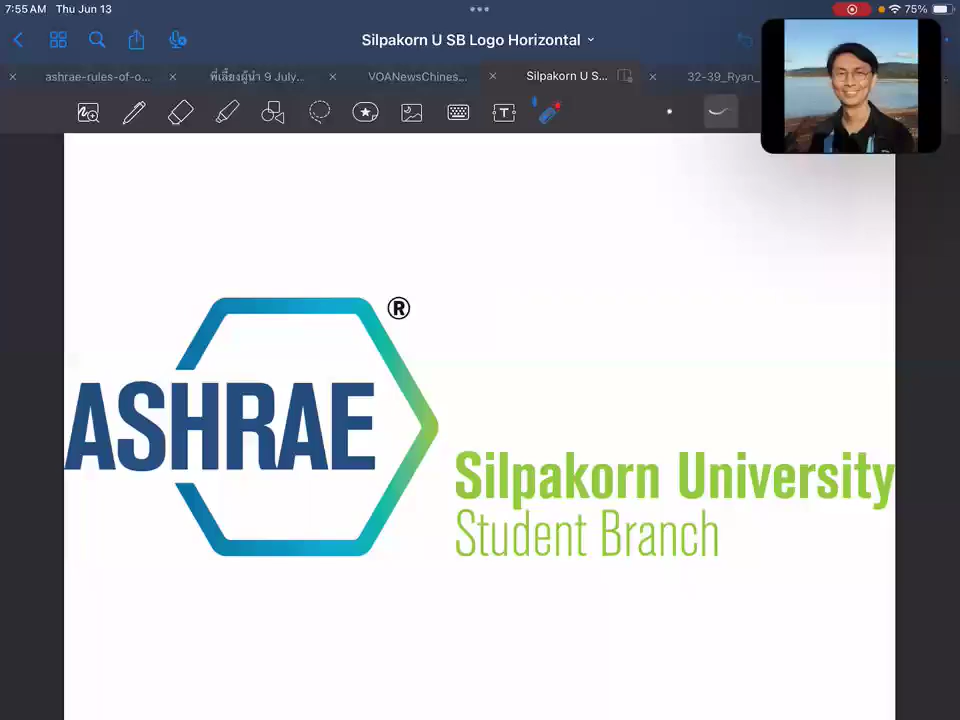 7:55 AM Thu Jun 13
75%
Silpakorn U SB Logo Horizontal
ashrae-rules-of-o...
พี่เลี้ยงผู้นำ 9 July...
VOANewsChines...
Silpakorn U S...
32-39_Ryan_
T
®
ASHRAE
Silpakorn University
Student Branch